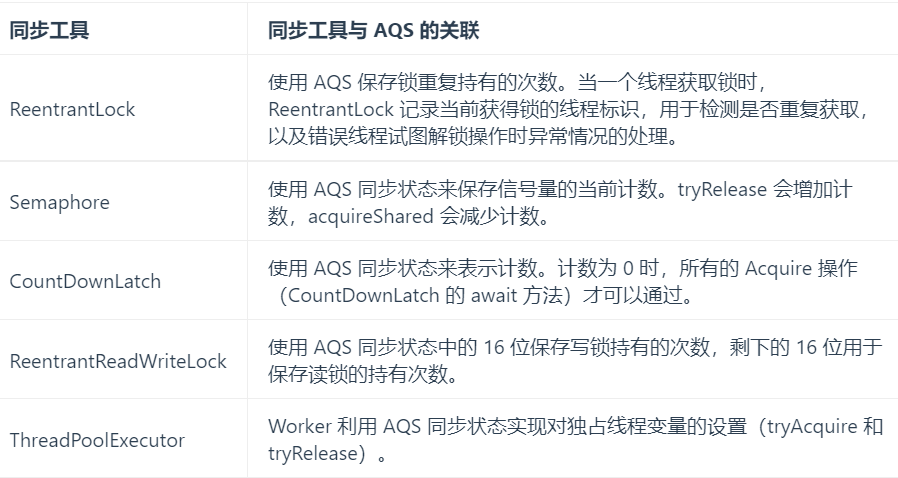 同步工具
同步工具与 AQS 的关联
ReentrantLock
使用 AQS 保存锁重复持有的次数。当一个线程获取锁时，
ReentrantLock 记录当前获得锁的线程标识，用于检测是否重复获取，
以及错误线程试图解锁操作时异常情况的处理。
Semaphore
使用 AQS 同步状态来保存信号量的当前计数。tryRelease 会增加计
数，acquireShared 会减少计数。
CountDownLatch
使用 AQS 同步状态来表示计数。计数为 0 时，所有的 Acquire 操作
（CountDownLatch 的 await 方法）才可以通过。
ReentrantReadWriteLock
使用 AQS 同步状态中的 16 位保存写锁持有的次数，剩下的 16 位用于
保存读锁的持有次数。
ThreadPoolExecutor
Worker 利用 AQS 同步状态实现对独占线程变量的设置（tryAcquire 和
tryRelease）。